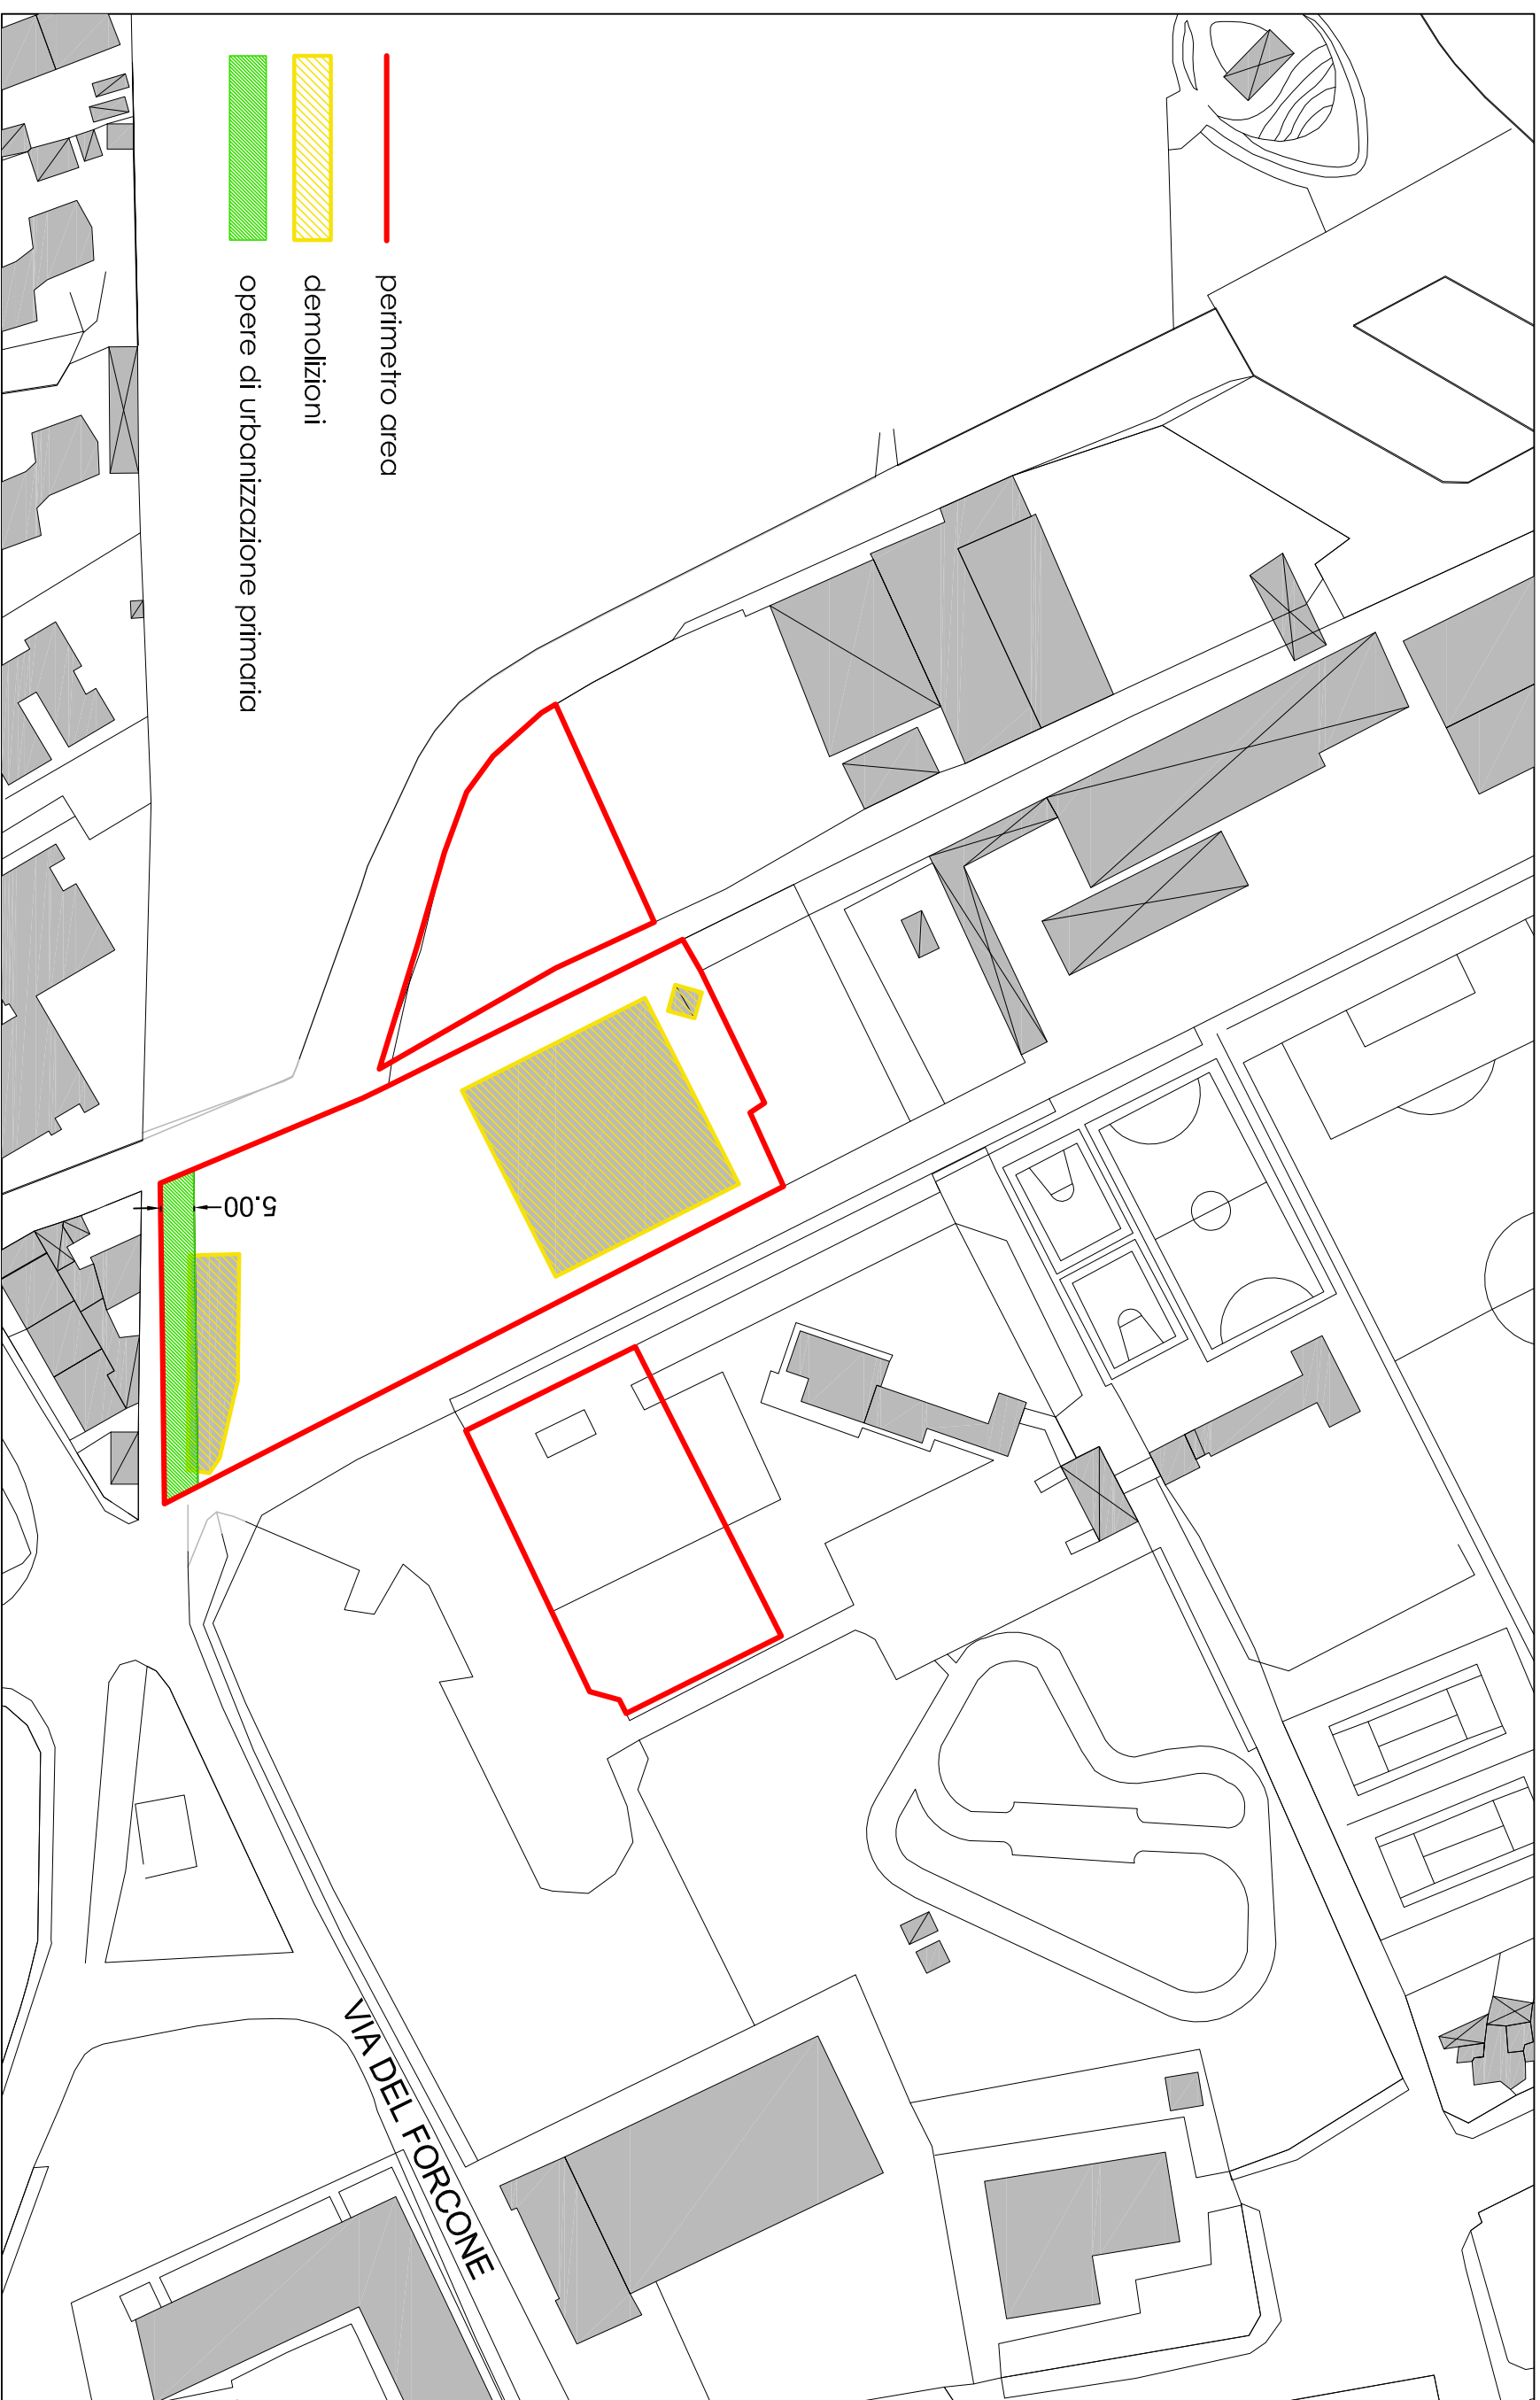 perimetro area
demolizioni
opere di urbanizzazione primaria
5.00
VIA DEL FORCONE